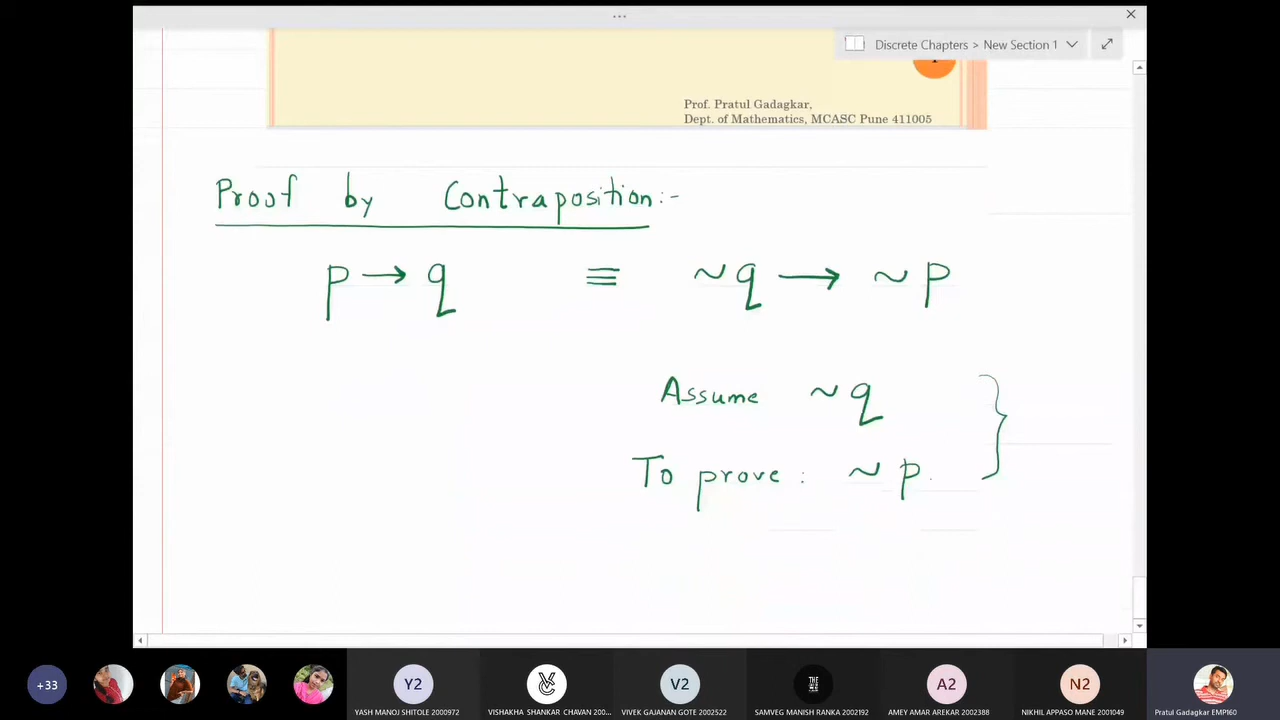 Discrete Chapters > New Section 1
Prof. Pratul Gadagkar,
Dept. of Mathematics, MCASC Pune 411005
Proof by Contraposition:-
p → q ≡ ~q → ~p
Assume ~q
To prove: ~p.
+33
Y2
V2
A2
N2
YASH MANOJ SHITOLE 2000972
VISHAKHA SHANKAR CHAVAN 200...
VIVEK GAJANAN GOTE 2002522
SAMVEG MANISH RANKA 2002192
AMEY AMAR AREKAR 2002388
NIKHIL APPASO MANE 2001049
Pratul Gadagkar EMP160